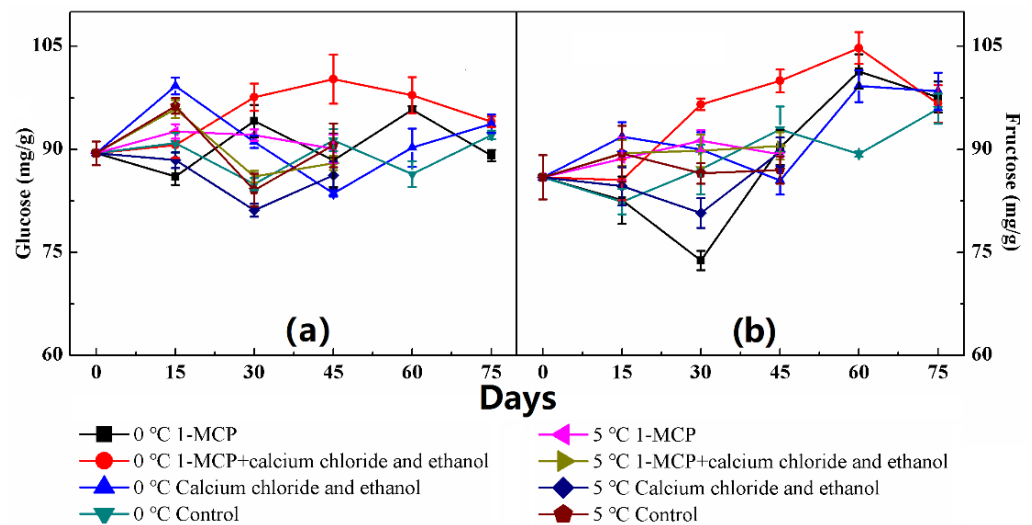 105
90
75
60
Glucose (mg/g)
(a)
(b)
105
90
75
60
Fructose (mg/g)
0 15 30 45 60 75 0 15 30 45 60 75
Days
0 ℃ 1-MCP
0 ℃ 1-MCP+calcium chloride and ethanol
0 ℃ Calcium chloride and ethanol
0 ℃ Control
5 ℃ 1-MCP
5 ℃ 1-MCP+calcium chloride and ethanol
5 ℃ Calcium chloride and ethanol
5 ℃ Control